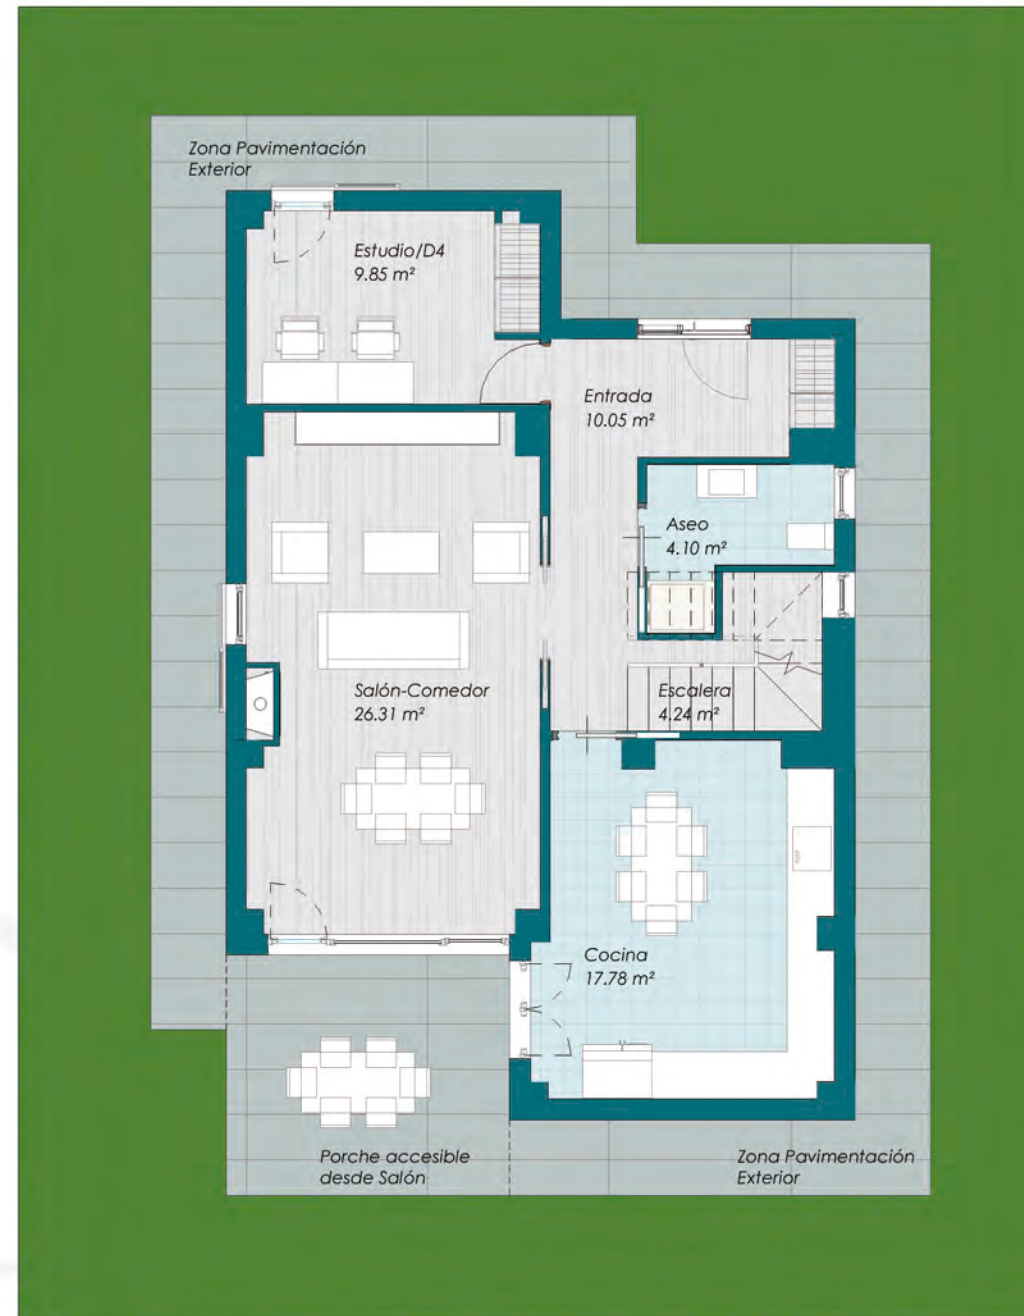 Zona Pavimentación
Exterior
Estudio/D4
9.85 m²
Entrada
10.05 m²
Aseo
4.10 m²
Salón-Comedor
26.31 m²
Escalera
4.24 m²
Cocina
17.78 m²
Porche accesible
desde Salón
Zona Pavimentación
Exterior